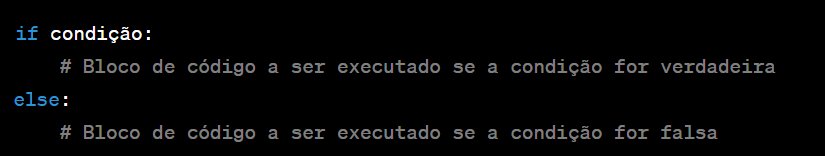 if condição:
    # Bloco de código a ser executado se a condição for verdadeira
else:
    # Bloco de código a ser executado se a condição for falsa